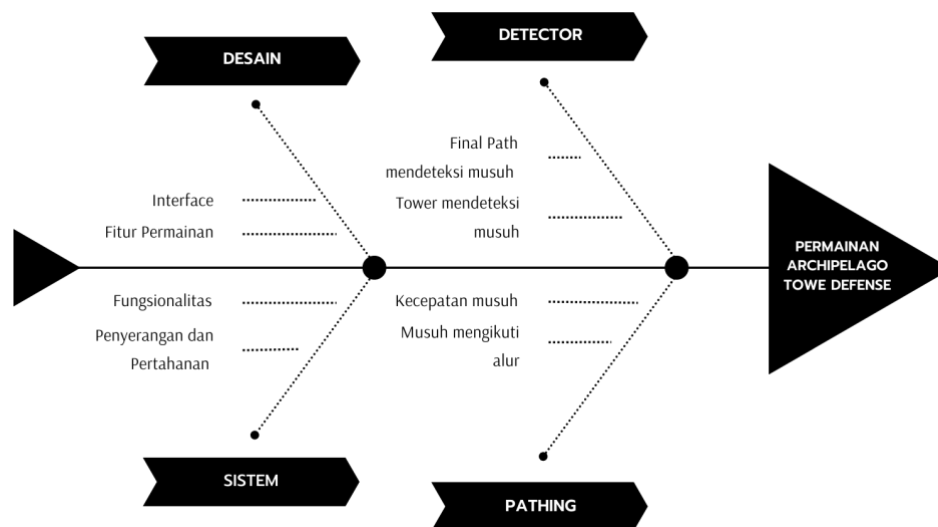 DESAIN
DETECTOR
Final Path
mendeteksi musuh
Tower mendeteksi
musuh
Interface
Fitur Permainan
PERMAINAN
ARCHIPELAGO
TOWE DEFENSE
Fungsionalitas
Penyerangan dan
Pertahanan
Kecepatan musuh
Musuh mengikuti
alur
SISTEM
PATHING